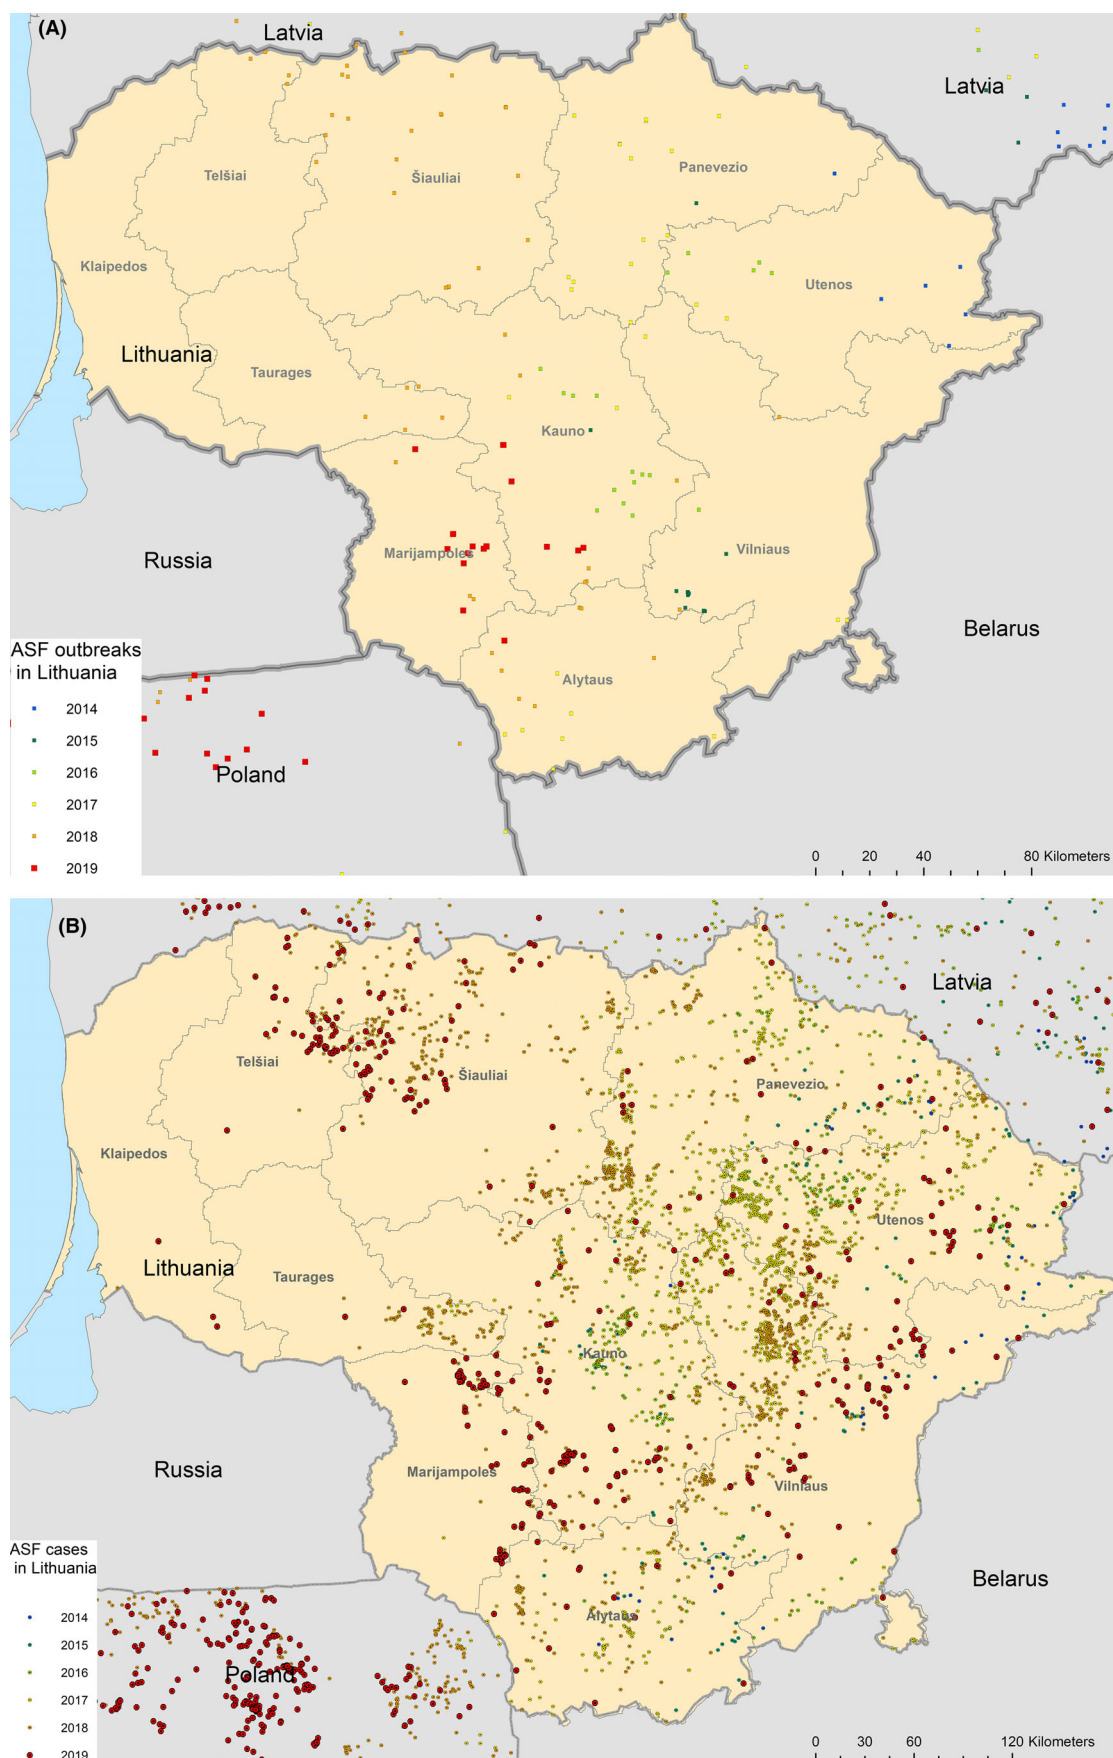 (A)
Latvia
Latvia
Telšiai
Šiauliai
Panevezio
Klaipedos
Utenos
Lithuania
Taurages
Kauno
Russia
Marijampoles
Vilniaus
Belarus
ASF outbreaks
in Lithuania
Alytaus
2014
2015
2016
2017
2018
2019
Poland
0 20 40 80 Kilometers
(B)
Latvia
Telšiai
Šiauliai
Panevezio
Klaipedos
Utenos
Lithuania
Taurages
Kauno
Russia
Marijampoles
Vilniaus
ASF cases
in Lithuania
Belarus
Alytaus
2014
2015
2016
2017
2018
2019
Poland
0 30 60 120 Kilometers